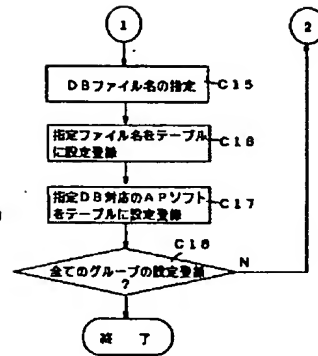 1
2
DBファイル名の指定
C15
指定ファイル名をテーブル
に設定登録
C16
指定DB対応のAPソフト
をテーブルに設定登録
C17
C18
全てのグループの設定登録
?
N
終 了